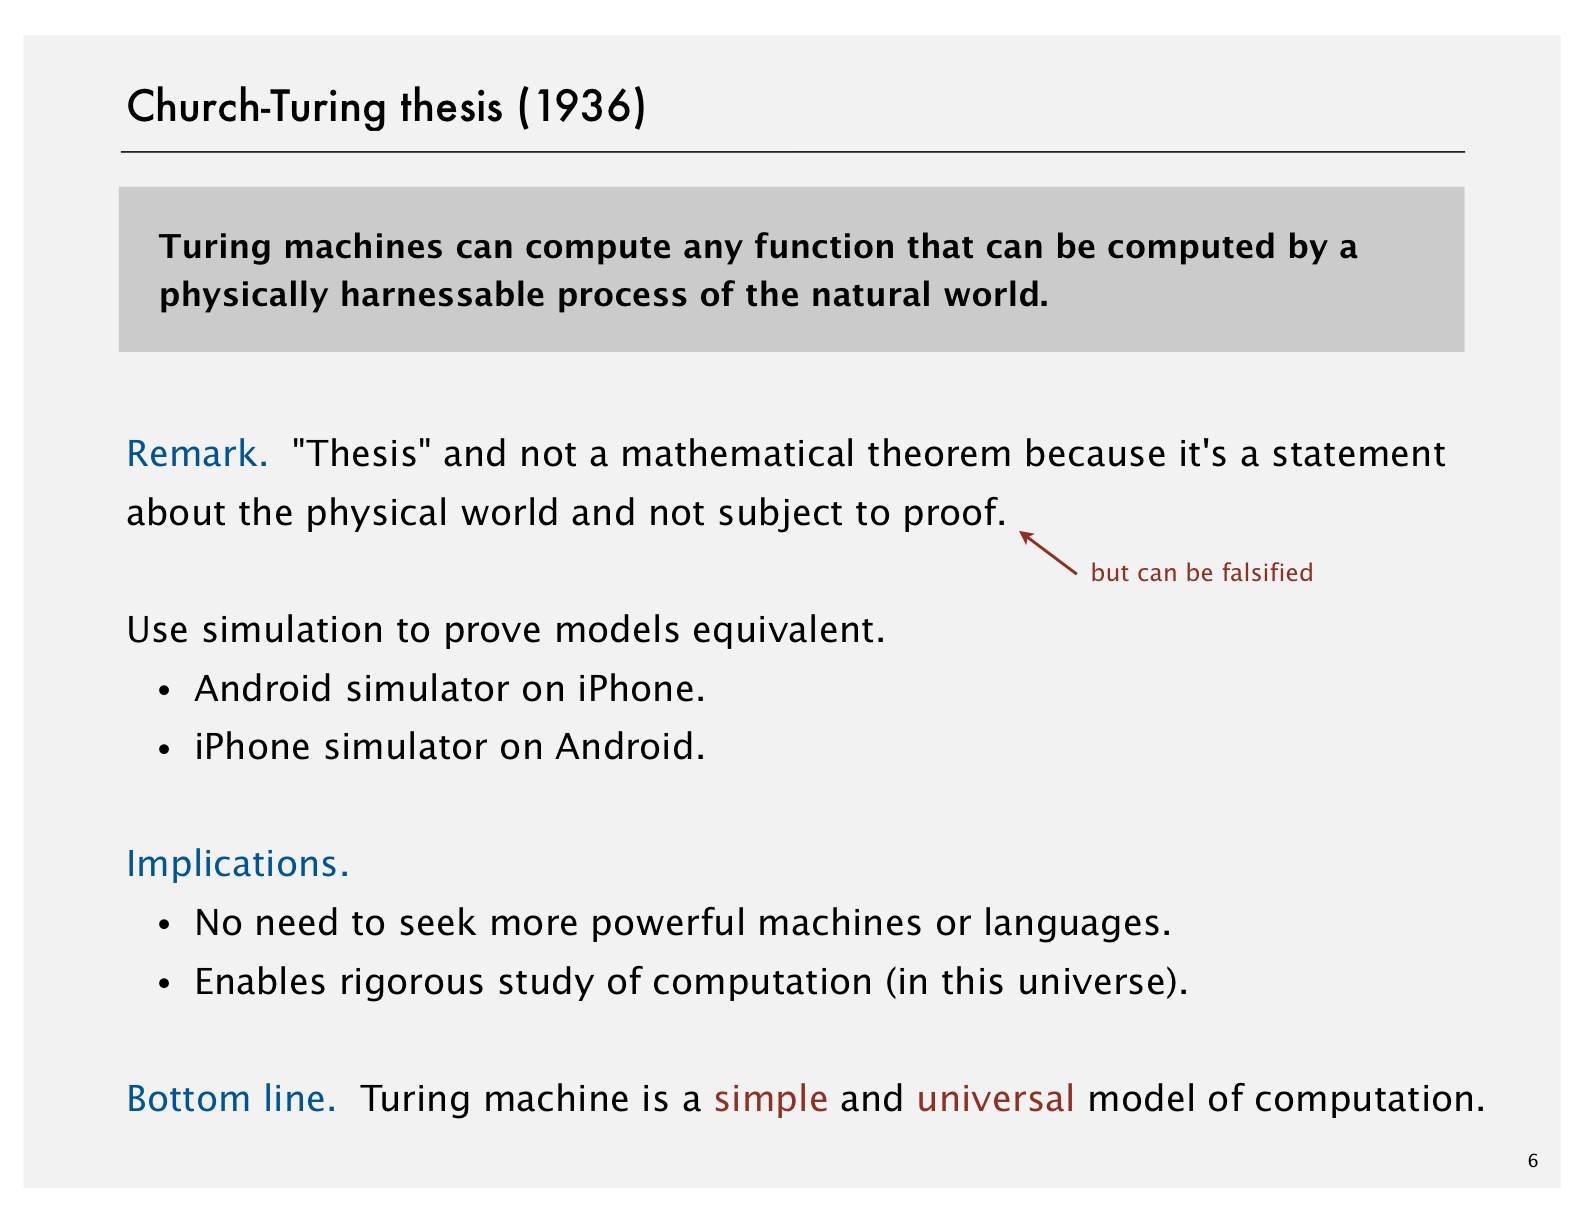 Church-Turing thesis (1936)
Turing machines can compute any function that can be computed by a
physically harnessable process of the natural world.
Remark. "Thesis" and not a mathematical theorem because it's a statement
about the physical world and not subject to proof.
but can be falsified
Use simulation to prove models equivalent.
• Android simulator on iPhone.
• iPhone simulator on Android.
Implications.
• No need to seek more powerful machines or languages.
• Enables rigorous study of computation (in this universe).
Bottom line. Turing machine is a simple and universal model of computation.
6